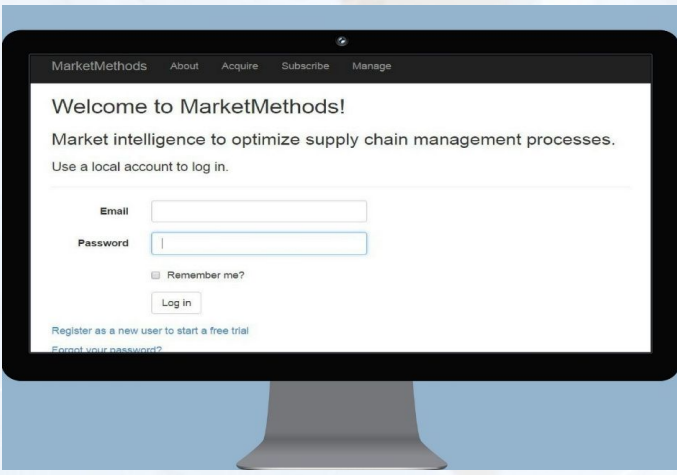 MarketMethods About Acquire Subscribe Manage
Welcome to MarketMethods!
Market intelligence to optimize supply chain management processes.
Use a local account to log in.
Email
Password
Remember me?
Log in
Register as a new user to start a free trial
Forgot your password?